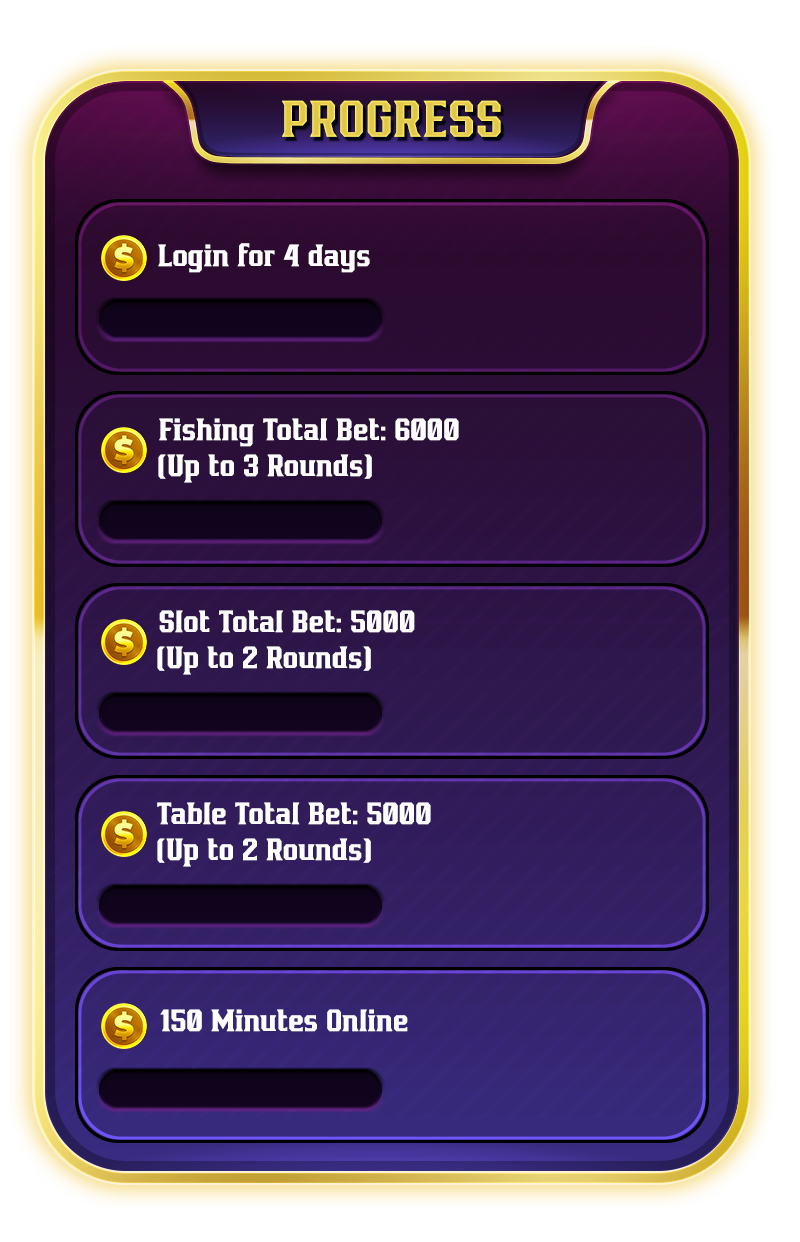 PROGRESS
$ Login for 4 days
$ Fishing Total Bet: 6000
(Up to 3 Rounds)
$ Slot Total Bet: 5000
(Up to 2 Rounds)
$ Table Total Bet: 5000
(Up to 2 Rounds)
$ 150 Minutes Online